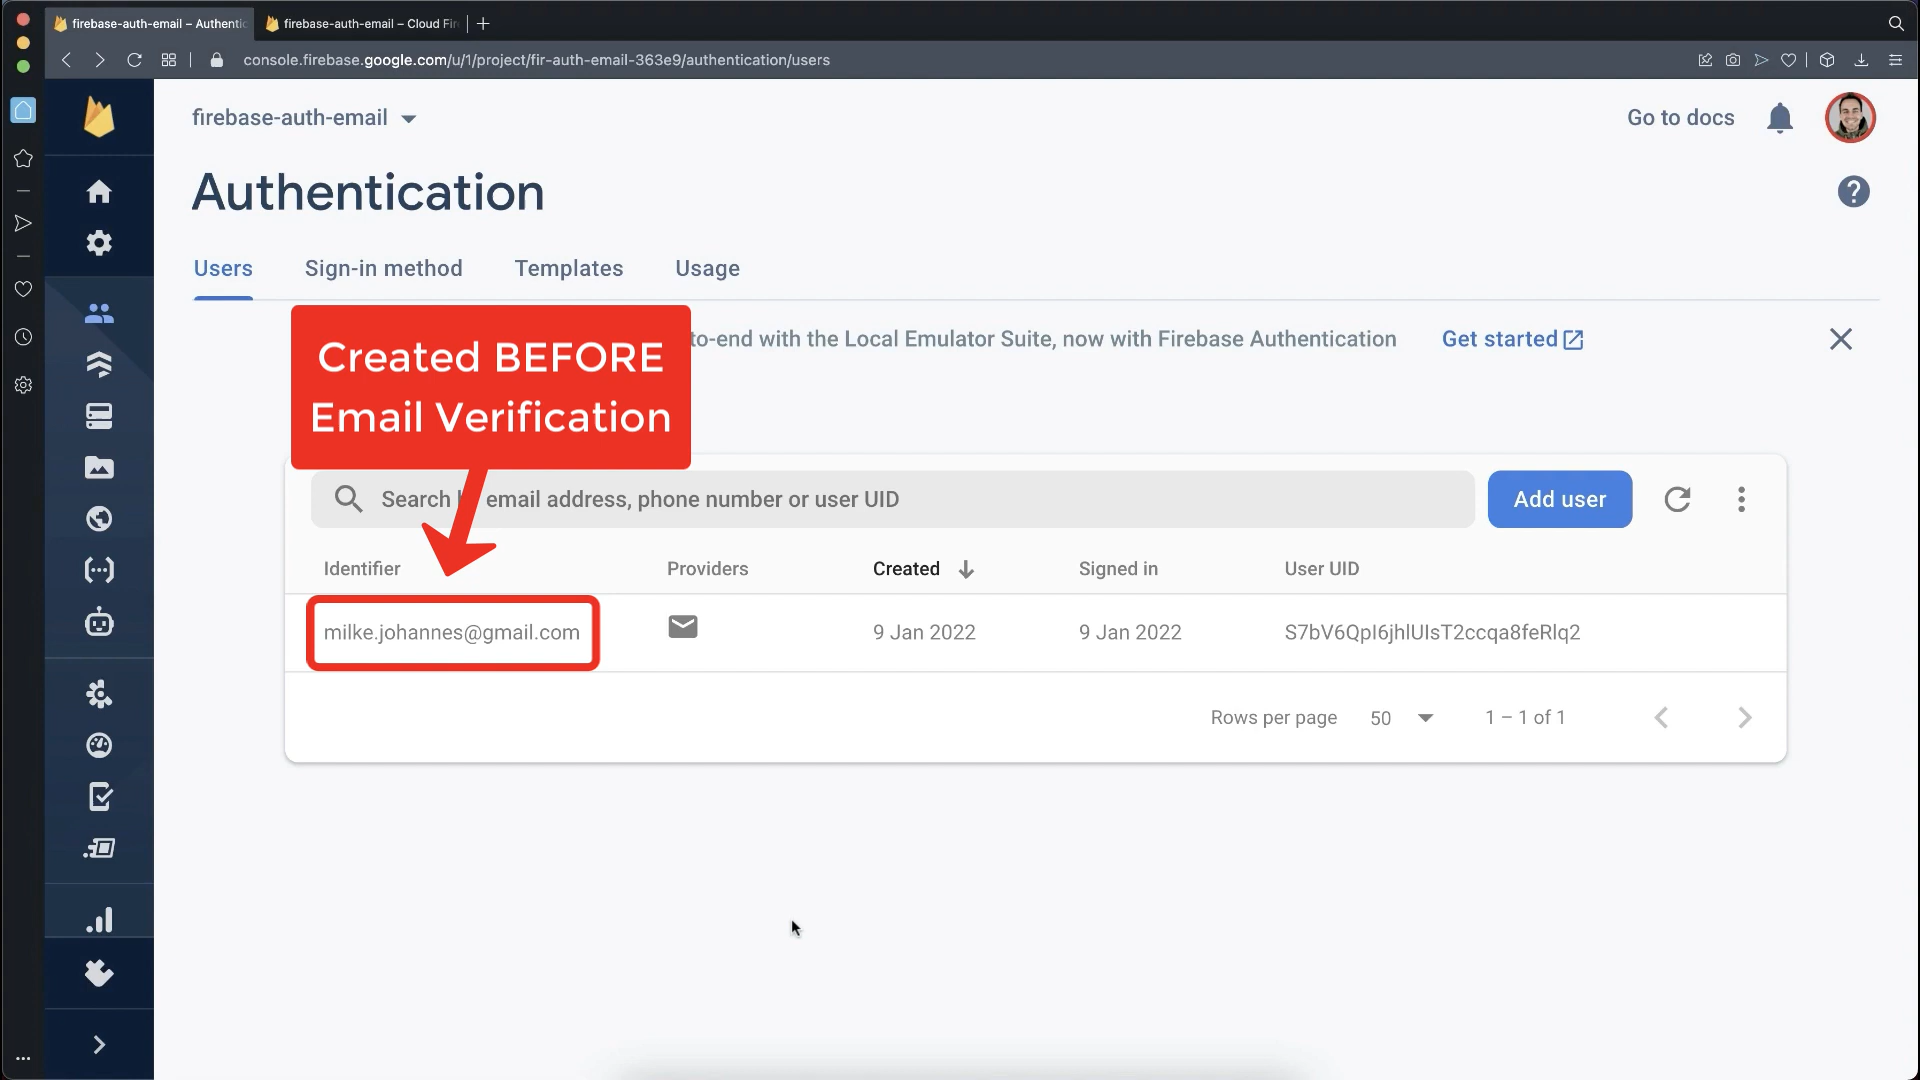 firebase-auth-email – Authentic
firebase-auth-email – Cloud Fir
console.firebase.google.com/u/1/project/fir-auth-email-363e9/authentication/users
firebase-auth-email
Go to docs
Authentication
Users
Sign-in method
Templates
Usage
Created BEFORE
Email Verification
to-end with the Local Emulator Suite, now with Firebase Authentication
Get started
Search email address, phone number or user UID
Add user
Identifier
Providers
Created
Signed in
User UID
milke.johannes@gmail.com
9 Jan 2022
9 Jan 2022
S7bV6QpI6jhlUIsT2ccqa8feRlq2
Rows per page
50
1 – 1 of 1